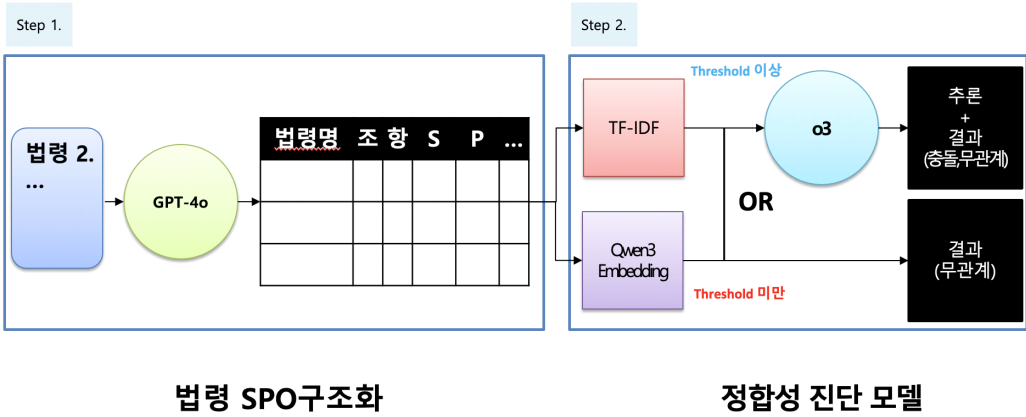 Step 1.
법령 2.
...
GPT-4o
법령명 조 항 S P ...
법령 SPO구조화
Step 2.
TF-IDF
Qwen3
Embedding
Threshold 이상
OR
Threshold 미만
o3
추론
+
결과
(충돌,무관계)
결과
(무관계)
정합성 진단 모델